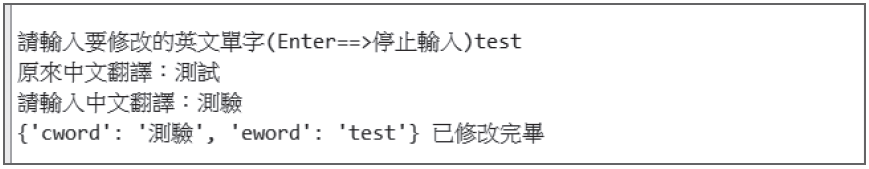 請輸入要修改的英文單字(Enter==>停止輸入)test
原來中文翻譯：測試
請輸入中文翻譯：測驗
{'cword': '測驗', 'eword': 'test'} 已修改完畢